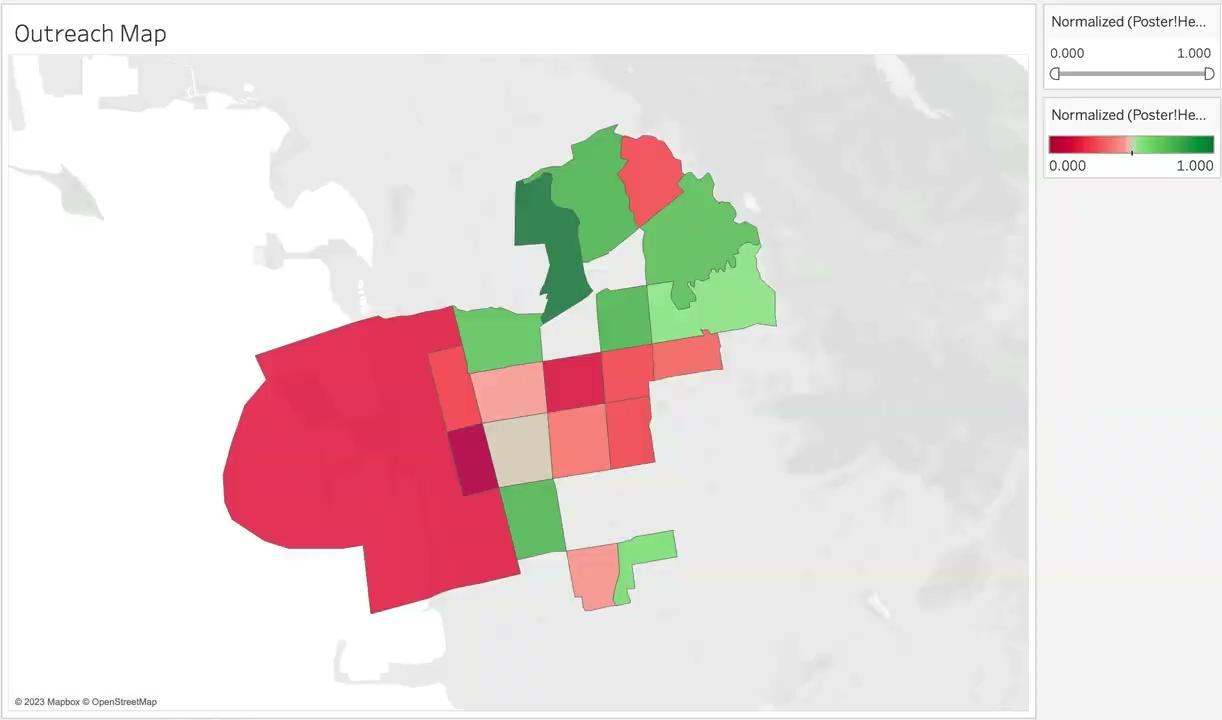 Outreach Map
Normalized (Poster!He...
0.000 1.000
Normalized (Poster!He...
0.000 1.000
© 2023 Mapbox © OpenStreetMap